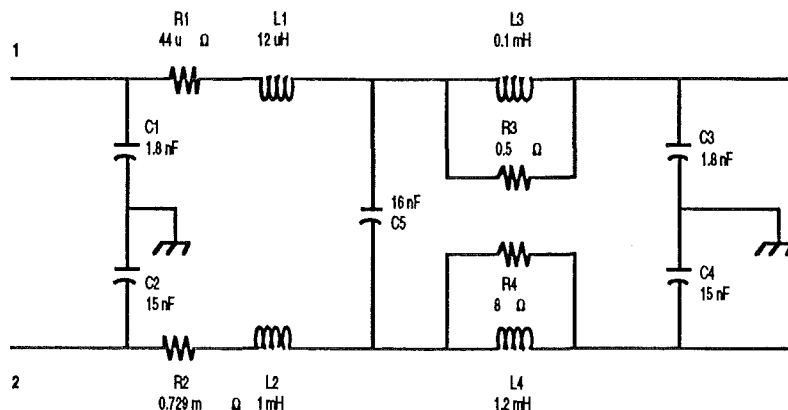 R1
44 u Ω
L1
12 uH
L3
0.1 mH
1
C1
1.8 nF
R3
0.5 Ω
C3
1.8 nF
16 nF
C5
C2
15 nF
R4
8 Ω
C4
15 nF
2
R2
0.729 m Ω
L2
1 mH
L4
1.2 mH